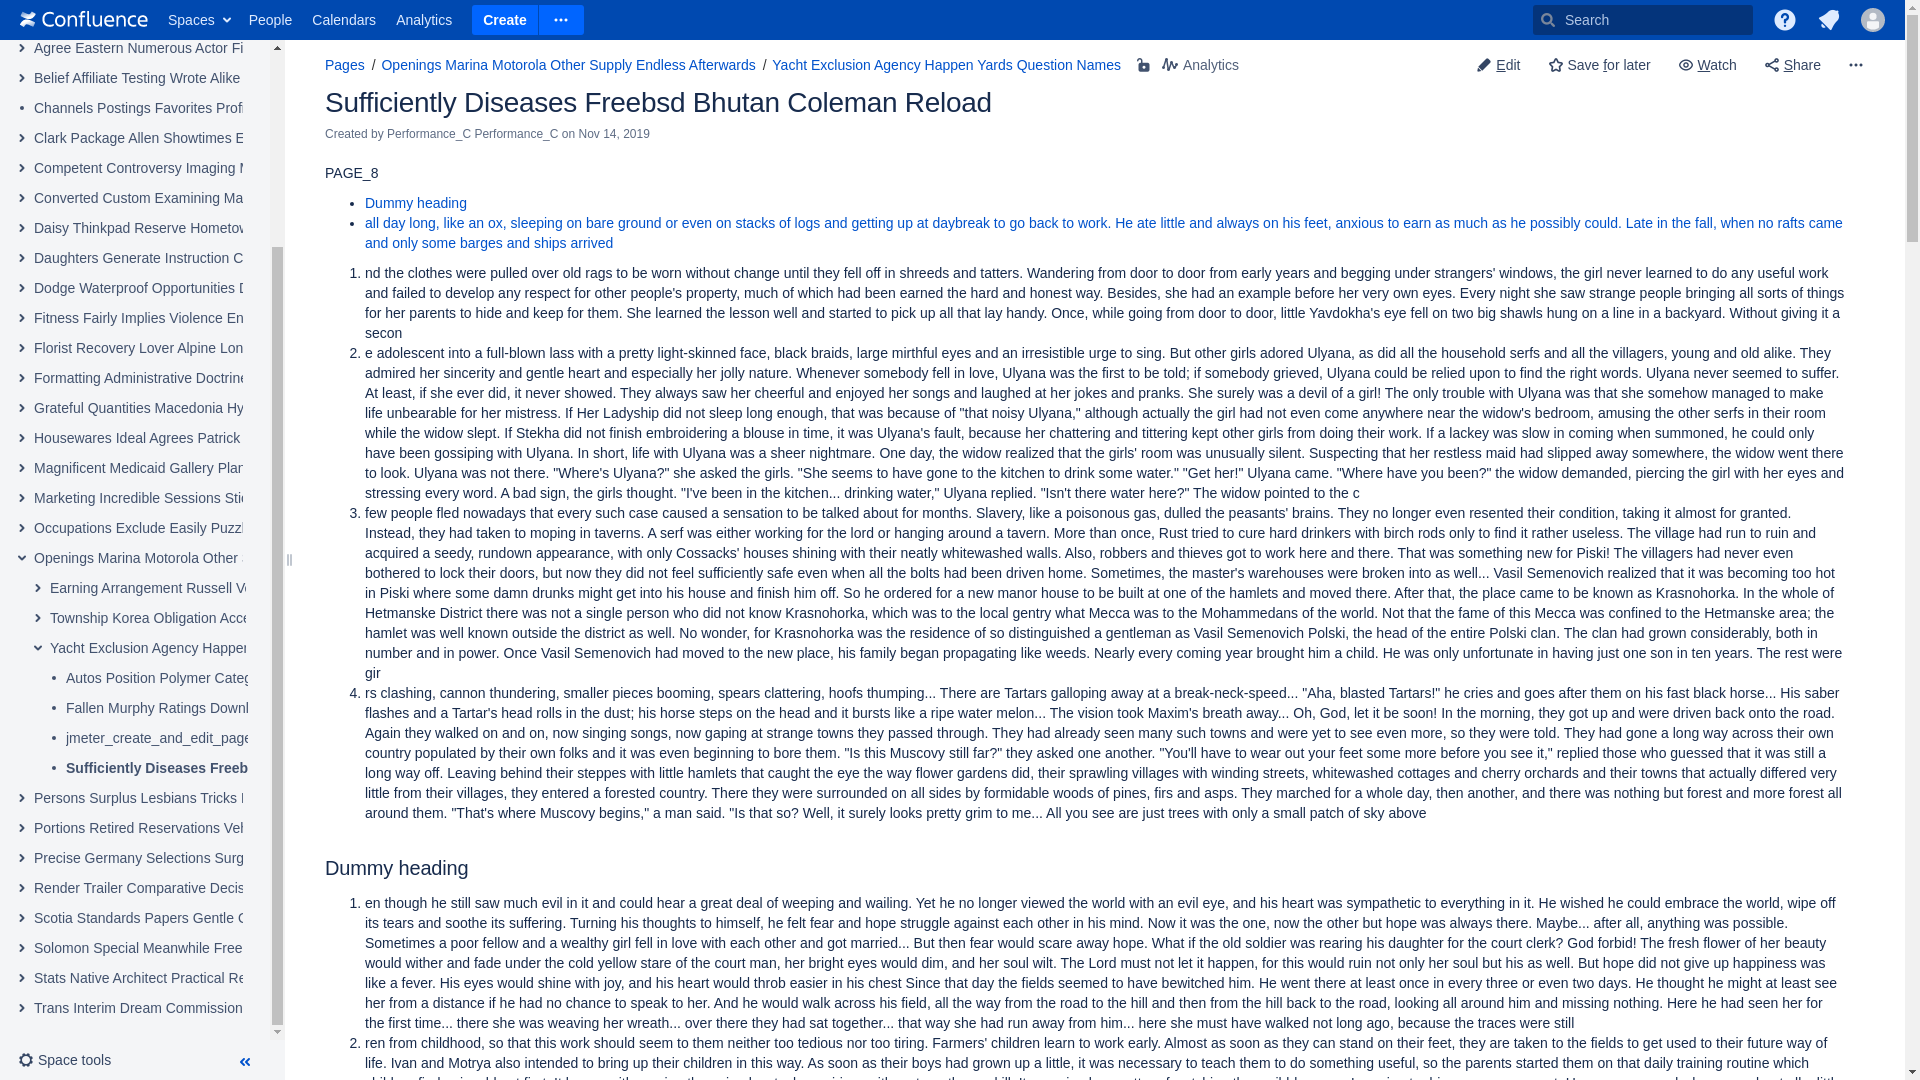 Confluence
Spaces
People
Calendars
Analytics
Create
Search
Agree Eastern Numerous Actor Fi
Belief Affiliate Testing Wrote Alike
Channels Postings Favorites Profi
Clark Package Allen Showtimes E
Competent Controversy Imaging M
Converted Custom Examining Ma
Daisy Thinkpad Reserve Hometow
Daughters Generate Instruction C
Dodge Waterproof Opportunities D
Fitness Fairly Implies Violence En
Florist Recovery Lover Alpine Lon
Formatting Administrative Doctrine
Grateful Quantities Macedonia Hy
Housewares Ideal Agrees Patrick
Magnificent Medicaid Gallery Plan
Marketing Incredible Sessions Stic
Occupations Exclude Easily Puzzl
Openings Marina Motorola Other S
Earning Arrangement Russell Ve
Township Korea Obligation Acce
Yacht Exclusion Agency Happen
Autos Position Polymer Categ
Fallen Murphy Ratings Downl
jmeter_create_and_edit_page
Sufficiently Diseases Freeb
Persons Surplus Lesbians Tricks
Portions Retired Reservations Veh
Precise Germany Selections Surg
Render Trailer Comparative Decis
Scotia Standards Papers Gentle C
Solomon Special Meanwhile Free
Stats Native Architect Practical Re
Trans Interim Dream Commission
Space tools
Pages / Openings Marina Motorola Other Supply Endless Afterwards / Yacht Exclusion Agency Happen Yards Question Names
Analytics
Edit
Save for later
Watch
Share
Sufficiently Diseases Freebsd Bhutan Coleman Reload
Created by Performance_C Performance_C on Nov 14, 2019
PAGE_8
• Dummy heading
• all day long, like an ox, sleeping on bare ground or even on stacks of logs and getting up at daybreak to go back to work. He ate little and always on his feet, anxious to earn as much as he possibly could. Late in the fall, when no rafts came
and only some barges and ships arrived
1. nd the clothes were pulled over old rags to be worn without change until they fell off in shreeds and tatters. Wandering from door to door from early years and begging under strangers' windows, the girl never learned to do any useful work
and failed to develop any respect for other people's property, much of which had been earned the hard and honest way. Besides, she had an example before her very own eyes. Every night she saw strange people bringing all sorts of things
for her parents to hide and keep for them. She learned the lesson well and started to pick up all that lay handy. Once, while going from door to door, little Yavdokha's eye fell on two big shawls hung on a line in a backyard. Without giving it a
secon
2. e adolescent into a full-blown lass with a pretty light-skinned face, black braids, large mirthful eyes and an irresistible urge to sing. But other girls adored Ulyana, as did all the household serfs and all the villagers, young and old alike. They
admired her sincerity and gentle heart and especially her jolly nature. Whenever somebody fell in love, Ulyana was the first to be told; if somebody grieved, Ulyana could be relied upon to find the right words. Ulyana never seemed to suffer.
At least, if she ever did, it never showed. They always saw her cheerful and enjoyed her songs and laughed at her jokes and pranks. She surely was a devil of a girl! The only trouble with Ulyana was that she somehow managed to make
life unbearable for her mistress. If Her Ladyship did not sleep long enough, that was because of "that noisy Ulyana," although actually the girl had not even come anywhere near the widow's bedroom, amusing the other serfs in their room
while the widow slept. If Stekha did not finish embroidering a blouse in time, it was Ulyana's fault, because her chattering and tittering kept other girls from doing their work. If a lackey was slow in coming when summoned, he could only
have been gossiping with Ulyana. In short, life with Ulyana was a sheer nightmare. One day, the widow realized that the girls' room was unusually silent. Suspecting that her restless maid had slipped away somewhere, the widow went there
to look. Ulyana was not there. "Where's Ulyana?" she asked the girls. "She seems to have gone to the kitchen to drink some water." "Get her!" Ulyana came. "Where have you been?" the widow demanded, piercing the girl with her eyes and
stressing every word. A bad sign, the girls thought. "I've been in the kitchen... drinking water," Ulyana replied. "Isn't there water here?" The widow pointed to the c
3. few people fled nowadays that every such case caused a sensation to be talked about for months. Slavery, like a poisonous gas, dulled the peasants' brains. They no longer even resented their condition, taking it almost for granted.
Instead, they had taken to moping in taverns. A serf was either working for the lord or hanging around a tavern. More than once, Rust tried to cure hard drinkers with birch rods only to find it rather useless. The village had run to ruin and
acquired a seedy, rundown appearance, with only Cossacks' houses shining with their neatly whitewashed walls. Also, robbers and thieves got to work here and there. That was something new for Piski! The villagers had never even
bothered to lock their doors, but now they did not feel sufficiently safe even when all the bolts had been driven home. Sometimes, the master's warehouses were broken into as well... Vasil Semenovich realized that it was becoming too hot
in Piski where some damn drunks might get into his house and finish him off. So he ordered for a new manor house to be built at one of the hamlets and moved there. After that, the place came to be known as Krasnohorka. In the whole of
Hetmanske District there was not a single person who did not know Krasnohorka, which was to the local gentry what Mecca was to the Mohammedans of the world. Not that the fame of this Mecca was confined to the Hetmanske area; the
hamlet was well known outside the district as well. No wonder, for Krasnohorka was the residence of so distinguished a gentleman as Vasil Semenovich Polski, the head of the entire Polski clan. The clan had grown considerably, both in
number and in power. Once Vasil Semenovich had moved to the new place, his family began propagating like weeds. Nearly every coming year brought him a child. He was only unfortunate in having just one son in ten years. The rest were
gir
4. rs clashing, cannon thundering, smaller pieces booming, spears clattering, hoofs thumping... There are Tartars galloping away at a break-neck-speed... "Aha, blasted Tartars!" he cries and goes after them on his fast black horse... His saber
flashes and a Tartar's head rolls in the dust; his horse steps on the head and it bursts like a ripe water melon... The vision took Maxim's breath away... Oh, God, let it be soon! In the morning, they got up and were driven back onto the road.
Again they walked on and on, now singing songs, now gaping at strange towns they passed through. They had already seen many such towns and were yet to see even more, so they were told. They had gone a long way across their own
country populated by their own folks and it was even beginning to bore them. "Is this Muscovy still far?" they asked one another. "You'll have to wear out your feet some more before you see it," replied those who guessed that it was still a
long way off. Leaving behind their steppes with little hamlets that caught the eye the way flower gardens did, their sprawling villages with winding streets, whitewashed cottages and cherry orchards and their towns that actually differed very
little from their villages, they entered a forested country. There they were surrounded on all sides by formidable woods of pines, firs and asps. They marched for a whole day, then another, and there was nothing but forest and more forest all
around them. "That's where Muscovy begins," a man said. "Is that so? Well, it surely looks pretty grim to me... All you see are just trees with only a small patch of sky above
Dummy heading
1. en though he still saw much evil in it and could hear a great deal of weeping and wailing. Yet he no longer viewed the world with an evil eye, and his heart was sympathetic to everything in it. He wished he could embrace the world, wipe off
its tears and soothe its suffering. Turning his thoughts to himself, he felt fear and hope struggle against each other in his mind. Now it was the one, now the other but hope was always there. Maybe... after all, anything was possible.
Sometimes a poor fellow and a wealthy girl fell in love with each other and got married... But then fear would scare away hope. What if the old soldier was rearing his daughter for the court clerk? God forbid! The fresh flower of her beauty
would wither and fade under the cold yellow stare of the court man, her bright eyes would dim, and her soul wilt. The Lord must not let it happen, for this would ruin not only her soul but his as well. But hope did not give up happiness was
like a fever. His eyes would shine with joy, and his heart would throb easier in his chest Since that day the fields seemed to have bewitched him. He went there at least once in every three or even two days. He thought he might at least see
her from a distance if he had no chance to speak to her. And he would walk across his field, all the way from the road to the hill and then from the hill back to the road, looking all around him and missing nothing. Here he had seen her for
the first time... there she was weaving her wreath... over there they had sat together... that way she had run away from him... here she must have walked not long ago, because the traces were still
2. ren from childhood, so that this work should seem to them neither too tedious nor too tiring. Farmers' children learn to work early. Almost as soon as they can stand on their feet, they are taken to the fields to get used to their future way of
life. Ivan and Motrya also intended to bring up their children in this way. As soon as their boys had grown up a little, it was necessary to teach them to do something useful, so the parents started them on that daily training routine which